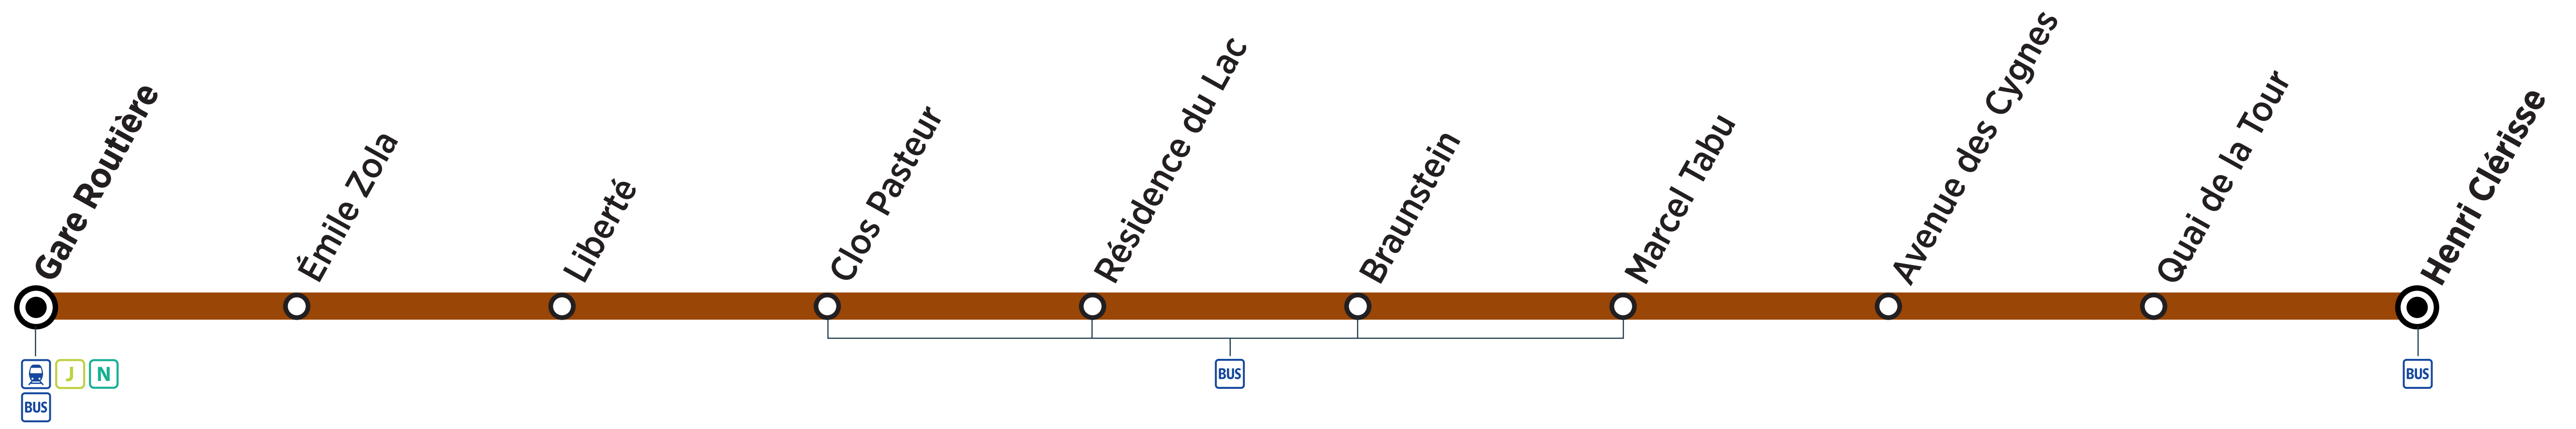 Gare Routière
Émile Zola
Liberté
Clos Pasteur
Résidence du Lac
Braunstein
Marcel Tabu
Avenue des Cygnes
Quai de la Tour
Henri Clérisse
J N
BUS
BUS
BUS